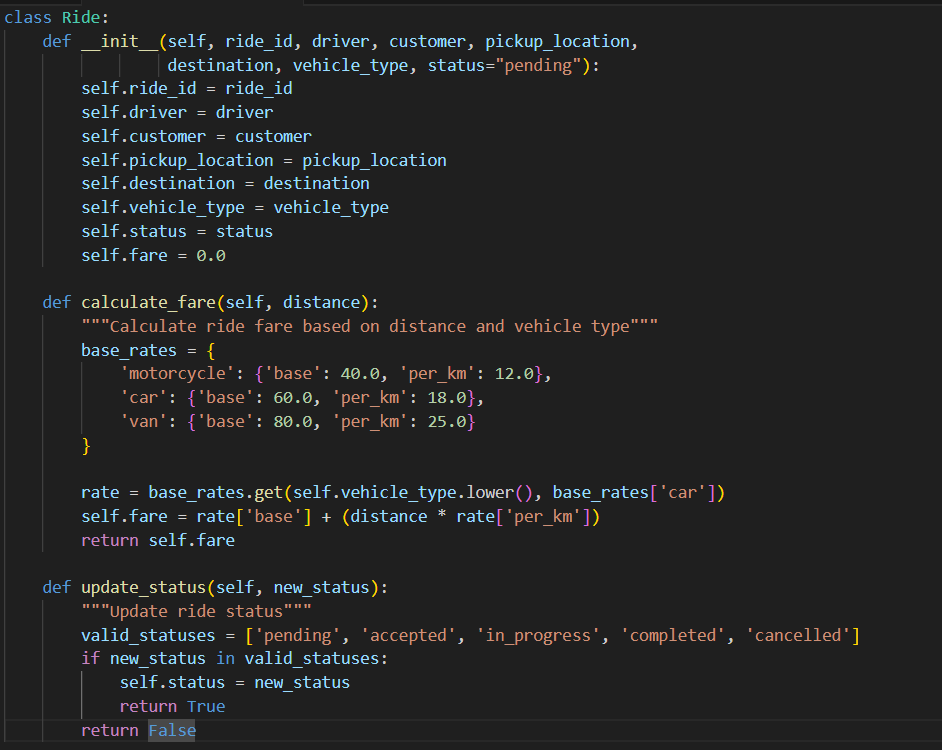 class Ride:
    def __init__(self, ride_id, driver, customer, pickup_location,
                 destination, vehicle_type, status="pending"):
        self.ride_id = ride_id
        self.driver = driver
        self.customer = customer
        self.pickup_location = pickup_location
        self.destination = destination
        self.vehicle_type = vehicle_type
        self.status = status
        self.fare = 0.0

    def calculate_fare(self, distance):
        """Calculate ride fare based on distance and vehicle type"""
        base_rates = {
            'motorcycle': {'base': 40.0, 'per_km': 12.0},
            'car': {'base': 60.0, 'per_km': 18.0},
            'van': {'base': 80.0, 'per_km': 25.0}
        }

        rate = base_rates.get(self.vehicle_type.lower(), base_rates['car'])
        self.fare = rate['base'] + (distance * rate['per_km'])
        return self.fare

    def update_status(self, new_status):
        """Update ride status"""
        valid_statuses = ['pending', 'accepted', 'in_progress', 'completed', 'cancelled']
        if new_status in valid_statuses:
            self.status = new_status
            return True
        return False